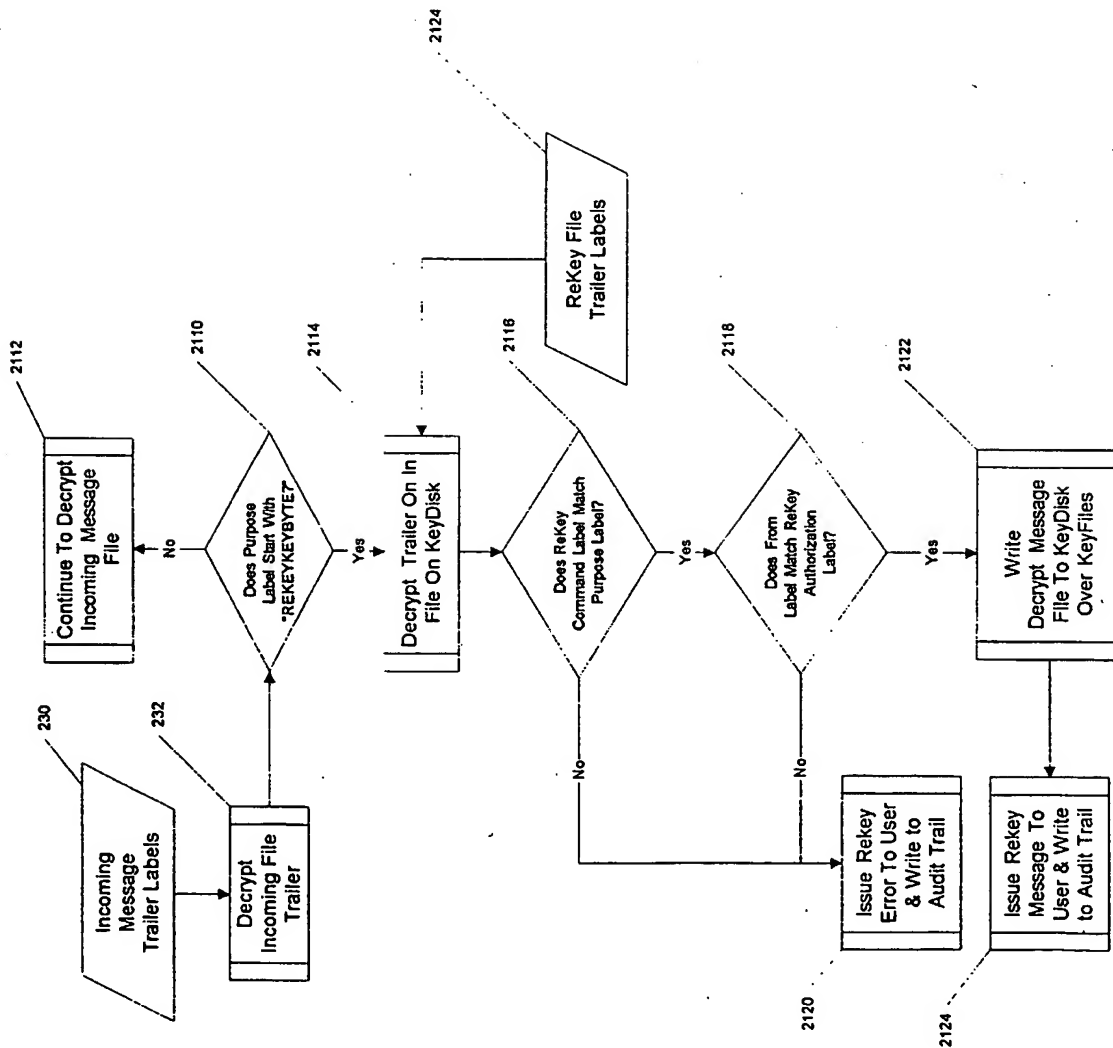 230
Incoming
Message
Trailer Labels
232
Decrypt
Incoming File
Trailer
2112
Continue To Decrypt
Incoming Message
File
No
2110
Does Purpose
Label Start With
"REKEYKEYBYTE?"
Yes
2114
Decrypt Trailer On In
File On KeyDisk
2124
ReKey File
Trailer Labels
2116
Does ReKey
Command Label Match
Purpose Label?
No
Yes
2118
Does From
Label Match ReKey
Authorization
Label?
No
Yes
2120
Issue Rekey
Error To User
& Write to
Audit Trail
2122
Write
Decrypt Message
File To KeyDisk
Over KeyFiles
2124
Issue Rekey
Message To
User & Write
to Audit Trail